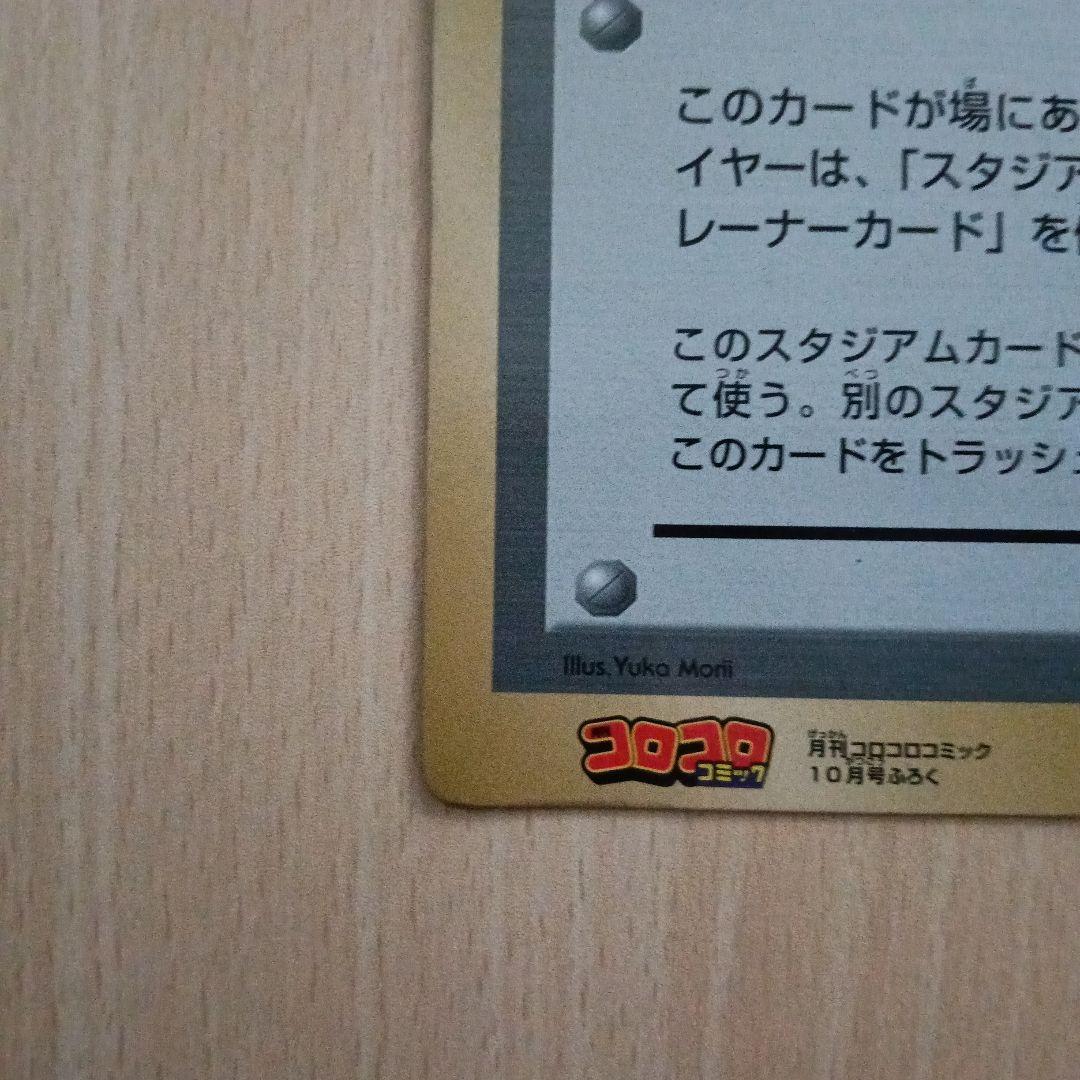 このカードが場にあ
イヤーは、「スタジア
レーナーカード」を
このスタジアムカード
て使う。別のスタジア
このカードをトラッシ
Illus. Yuka Morii
コロコロ
コミック
月刊コロコロコミック
10月号ふろく